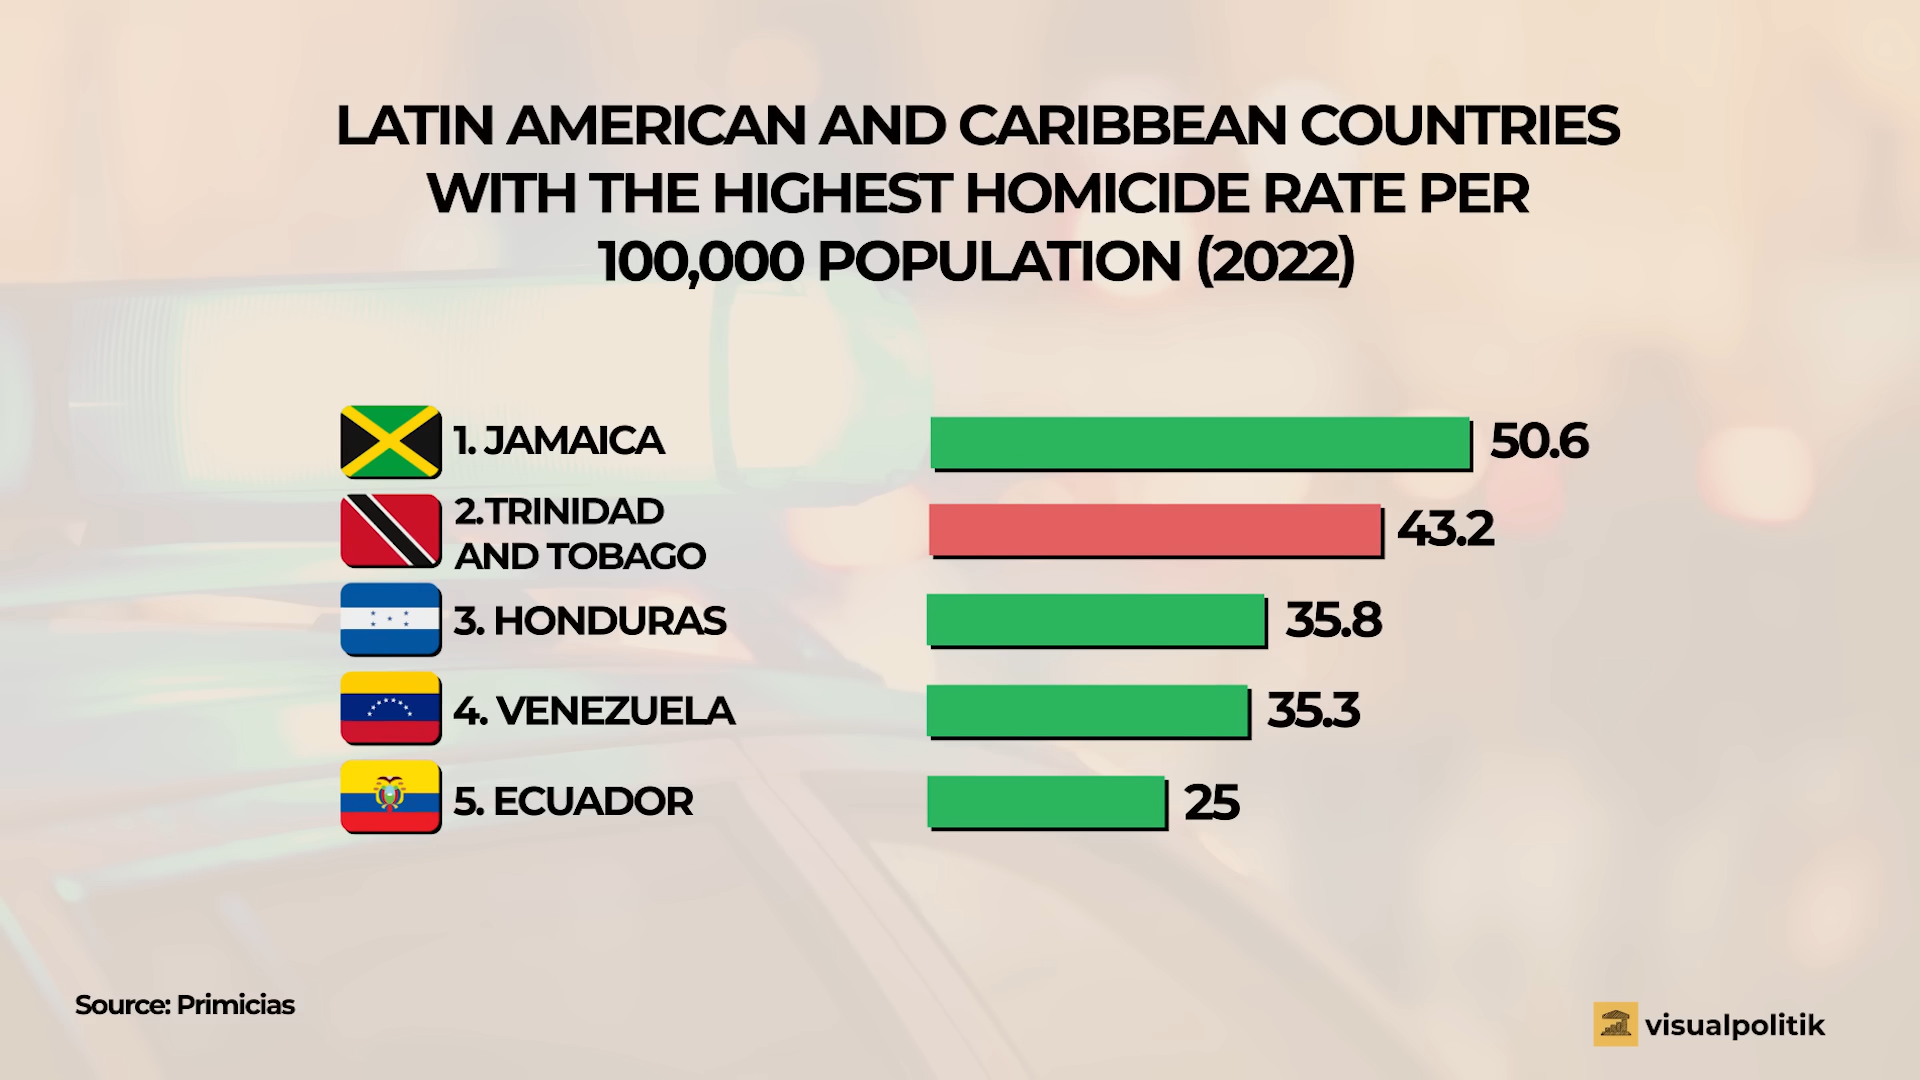 LATIN AMERICAN AND CARIBBEAN COUNTRIES
WITH THE HIGHEST HOMICIDE RATE PER
100,000 POPULATION (2022)
1. JAMAICA 50.6
2.TRINIDAD
AND TOBAGO 43.2
3. HONDURAS 35.8
4. VENEZUELA 35.3
5. ECUADOR 25
Source: Primicias
visualpolitik